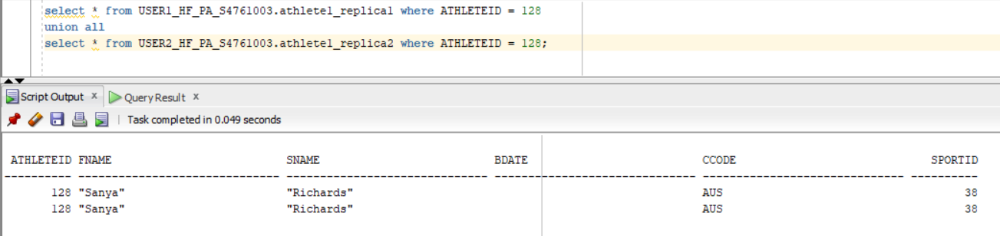 select * from USER1_HF_PA_S4761003.athlete1_replica1 where ATHLETEID = 128
union all
select * from USER2_HF_PA_S4761003.athlete1_replica2 where ATHLETEID = 128;
Script Output x Query Result x
Task completed in 0.049 seconds
ATHLETEID FNAME SNAME BDATE CCODE SPORTID
---------- ------------------------------ ------------------------------ ------------------------------ ------------------------------ ----------
128 "Sanya" "Richards" AUS 38
128 "Sanya" "Richards" AUS 38